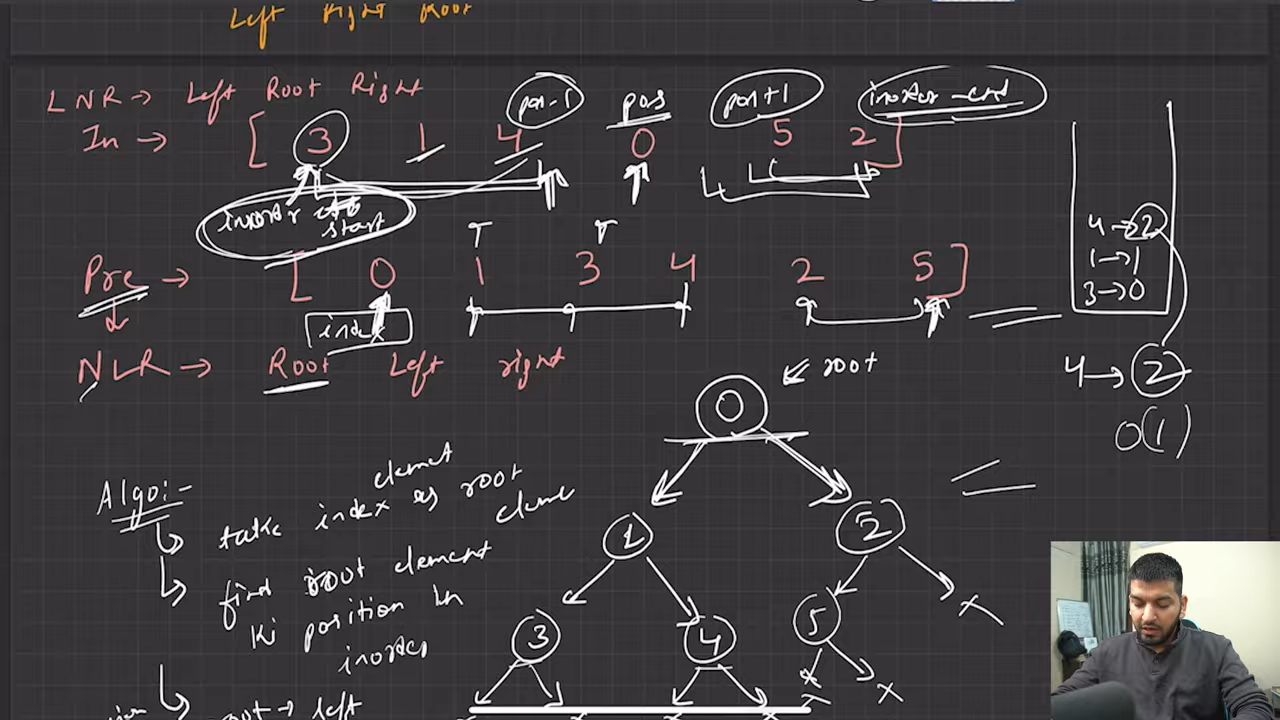 Left Right Root
LNR → Left Root Right
pos-1 pos pos+1 inorder-end
In → [ 3 1 4 0 5 2 ]
inorder start
4 → 2
1 → 1
3 → 0
Pre → [ 0 1 3 4 2 5 ]
index
NLR → Root Left right
4 → 2
O(1)
root
0
1 2
3 4 5
x x
Algo:-
take index element as root
find root element
ki position in
inorder
root → left